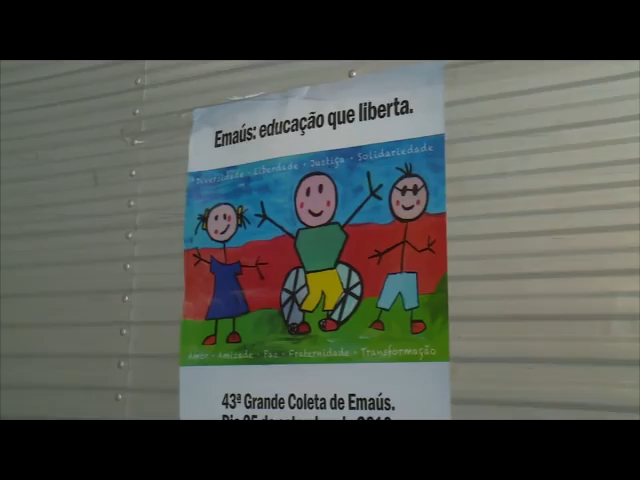 Emaús: educação que liberta.
Diversidade · Liberdade · Justiça · Solidariedade
Amor · Amizade · Paz · Fraternidade · Transformação
43ª Grande Coleta de Emaús.